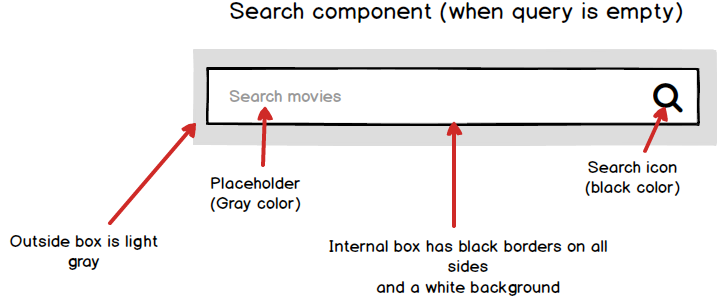 Search component (when query is empty)
Search movies
Placeholder
(Gray color)
Search icon
(black color)
Outside box is light
gray
Internal box has black borders on all
sides
and a white background